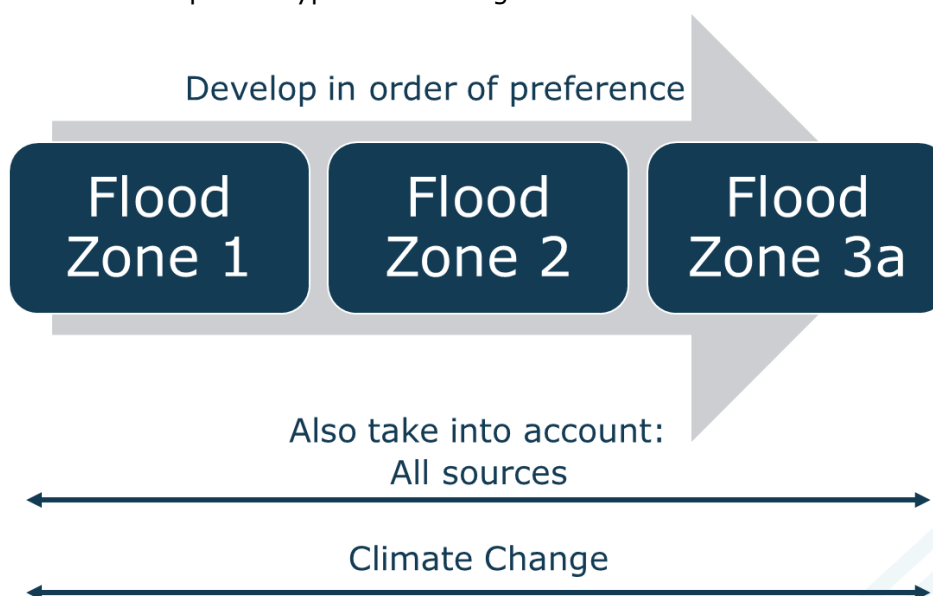 Develop in order of preference
Flood
Zone 1
Flood
Zone 2
Flood
Zone 3a
Also take into account:
All sources
Climate Change